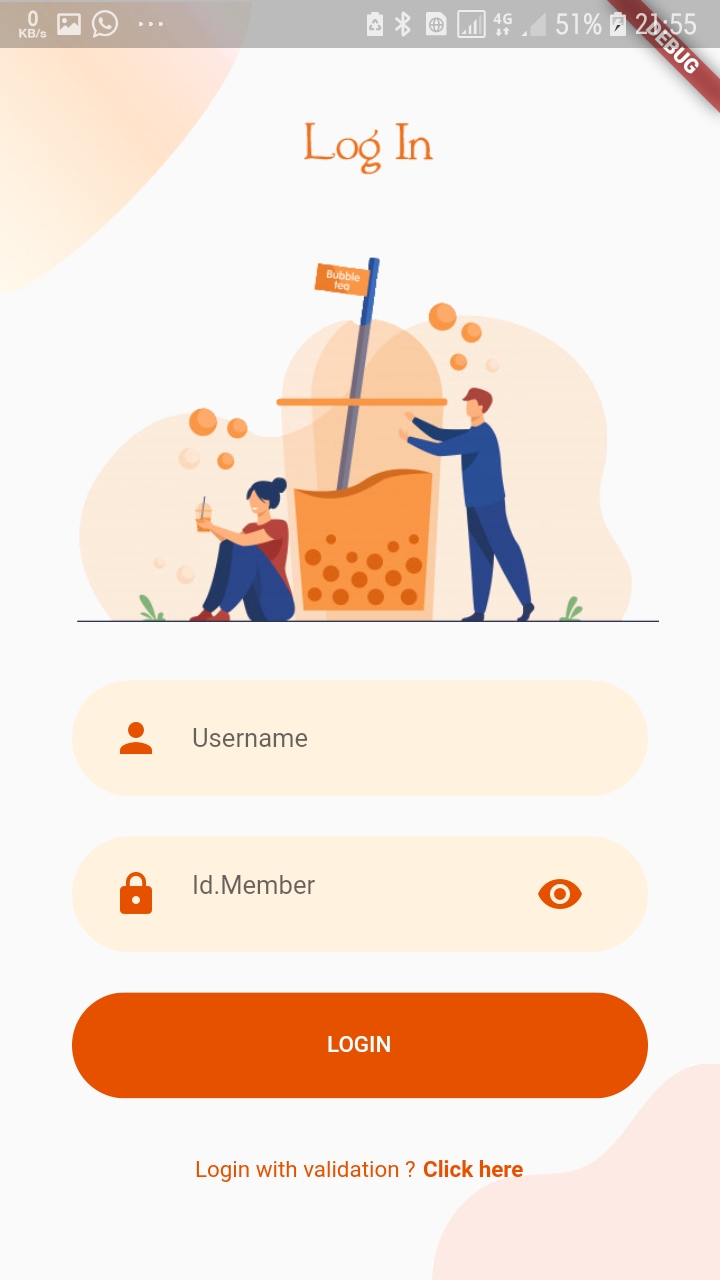 0
KB/s
4G
51%
21:55
DEBUG
Log In
Bubble
tea
Username
Id.Member
LOGIN
Login with validation ? Click here